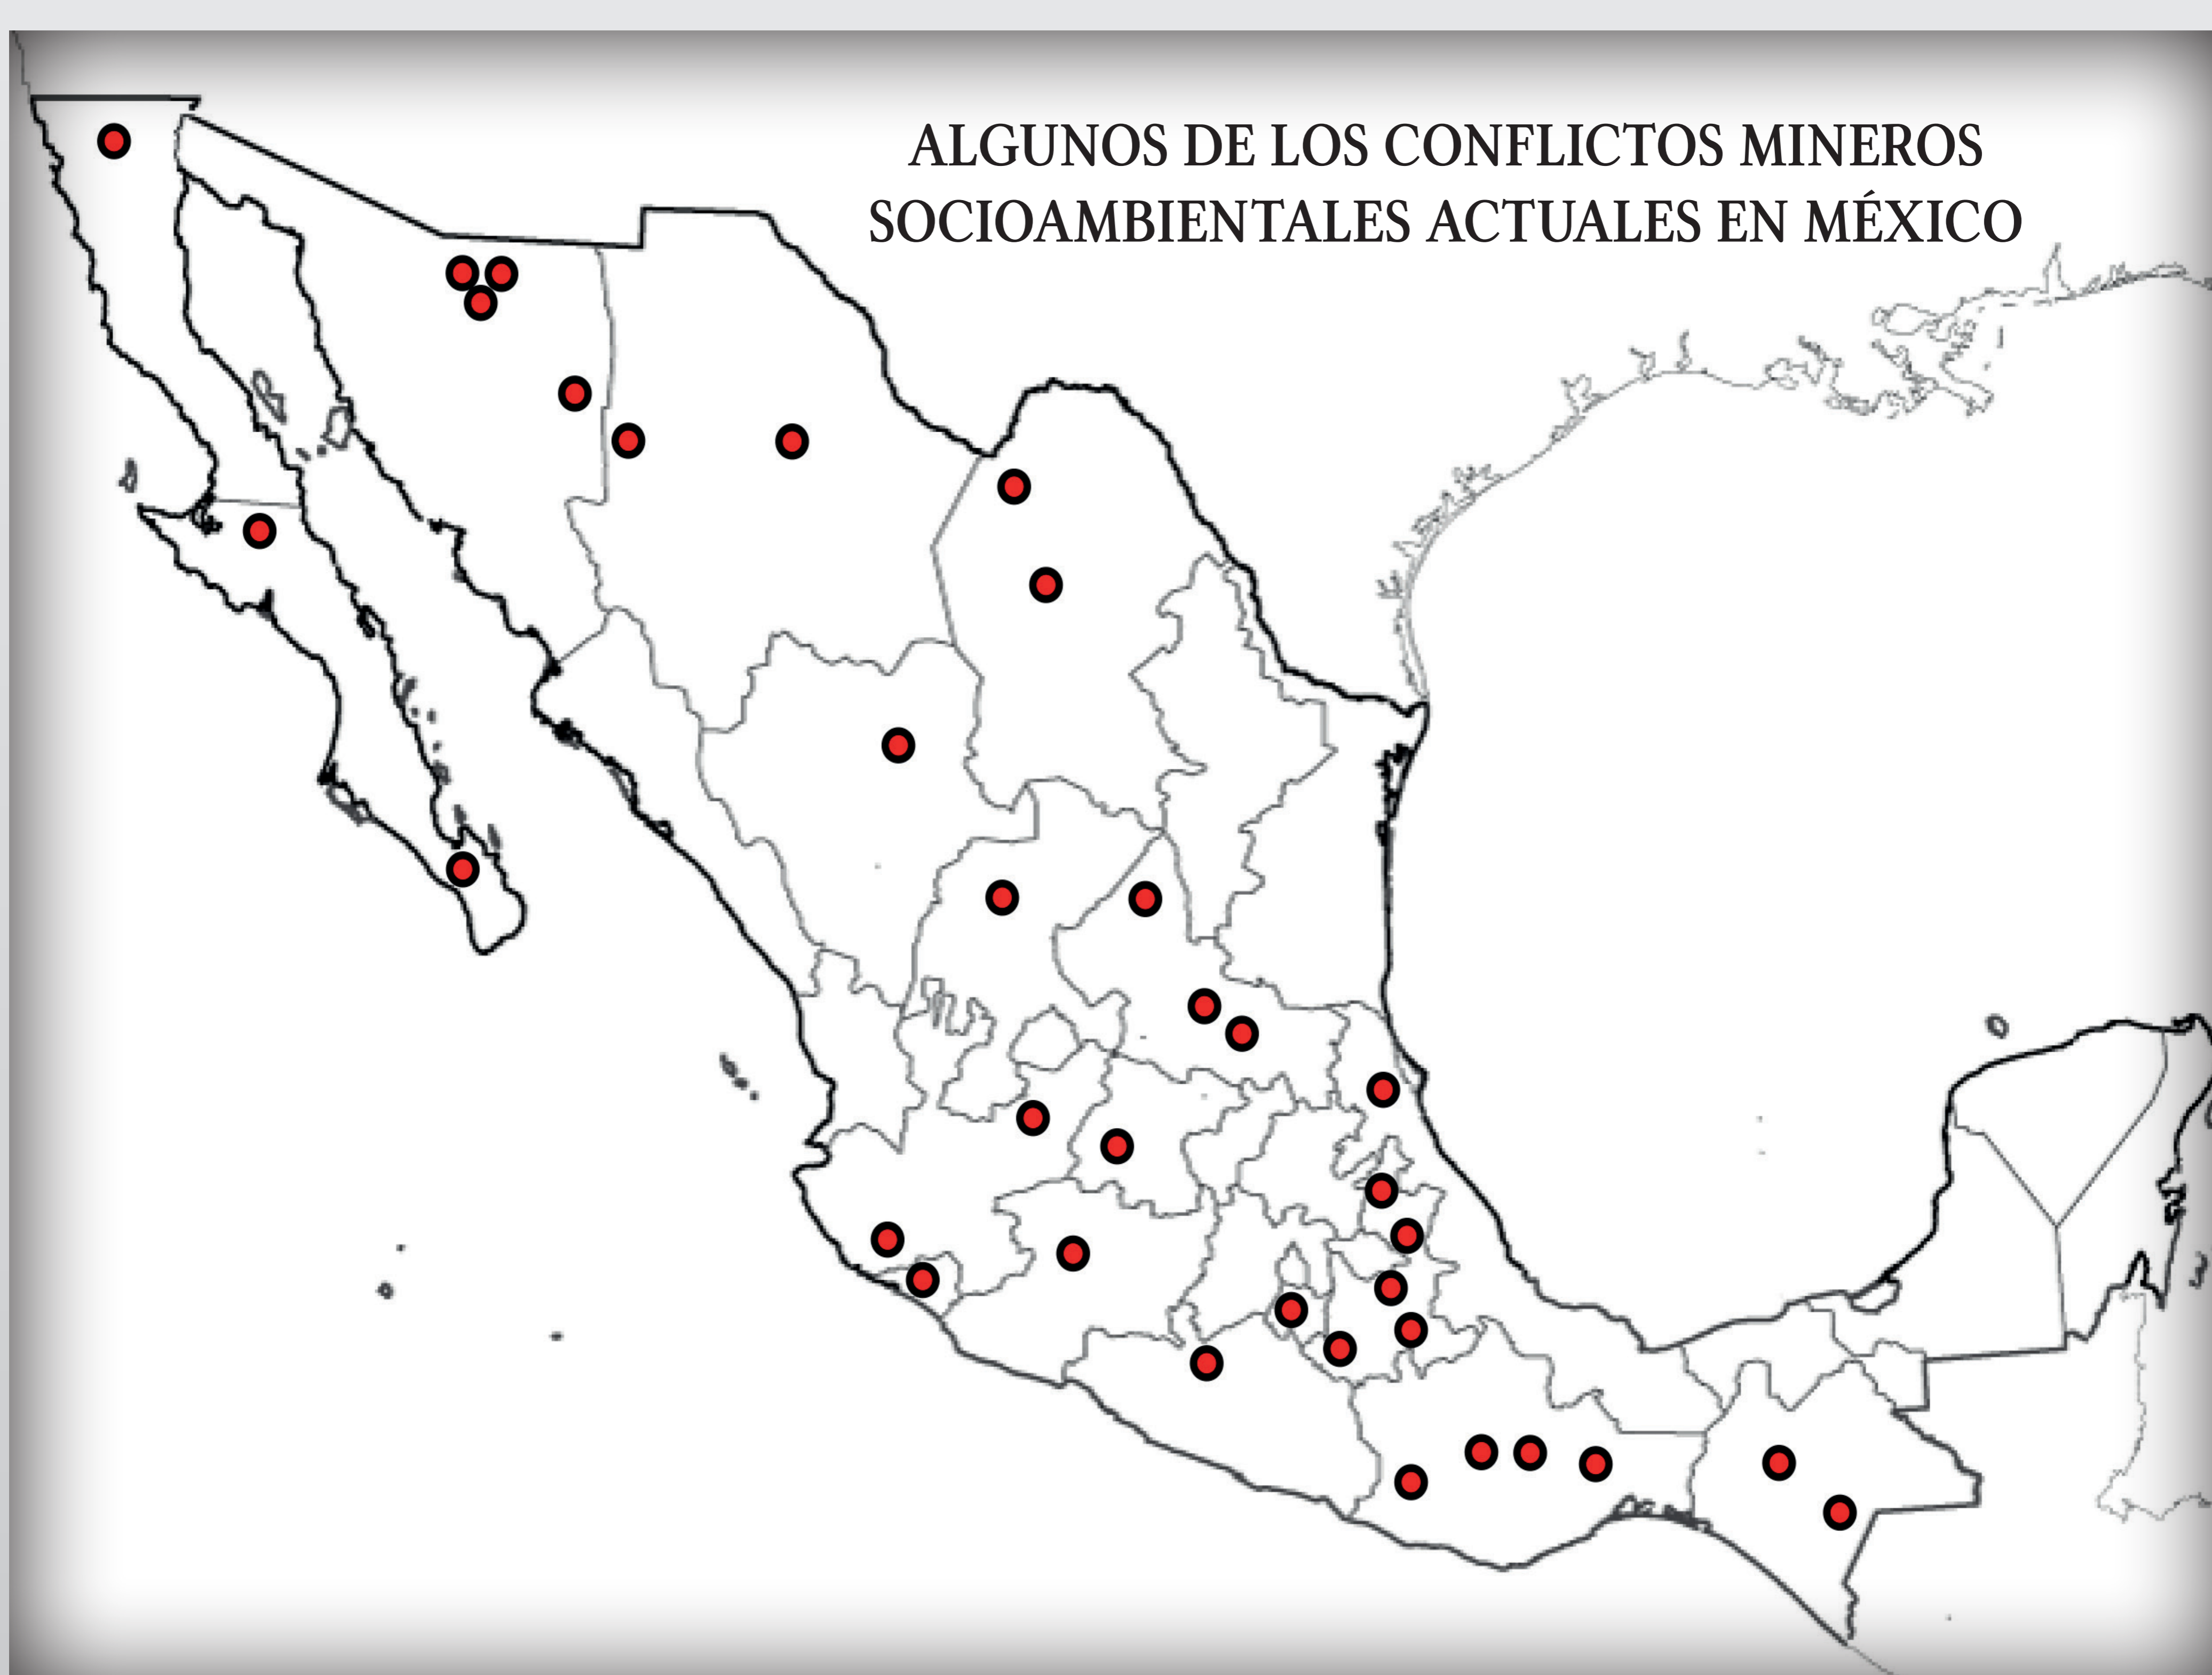 ALGUNOS DE LOS CONFLICTOS MINEROS
SOCIOAMBIENTALES ACTUALES EN MÉXICO